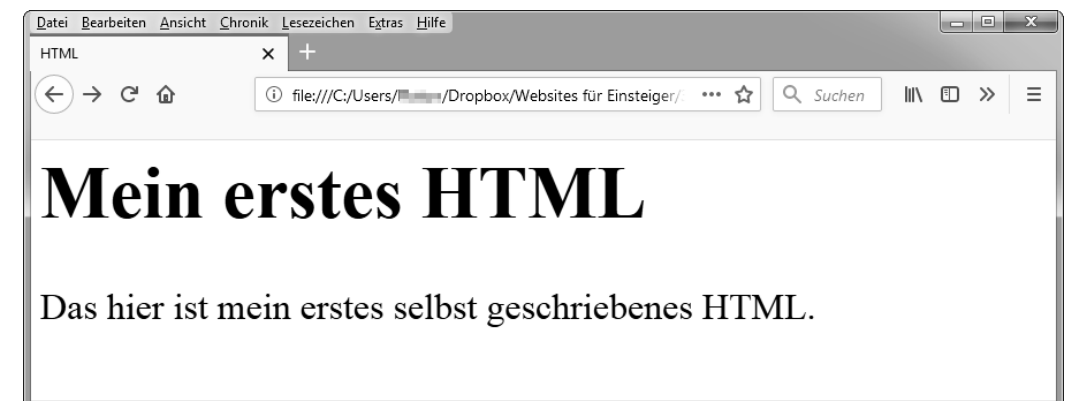 Datei Bearbeiten Ansicht Chronik Lesezeichen Extras Hilfe
HTML
file:///C:/Users/ /Dropbox/Websites für Einsteiger/
Suchen
Mein erstes HTML
Das hier ist mein erstes selbst geschriebenes HTML.